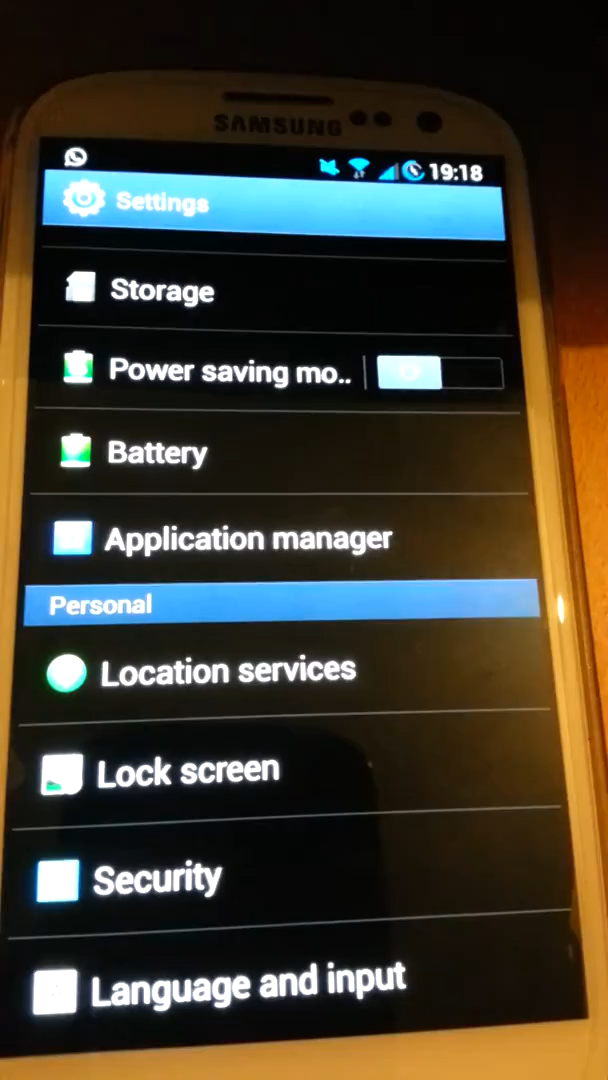 SAMSUNG
19:18
Settings
Storage
Power saving mo..
Battery
Application manager
Personal
Location services
Lock screen
Security
Language and input